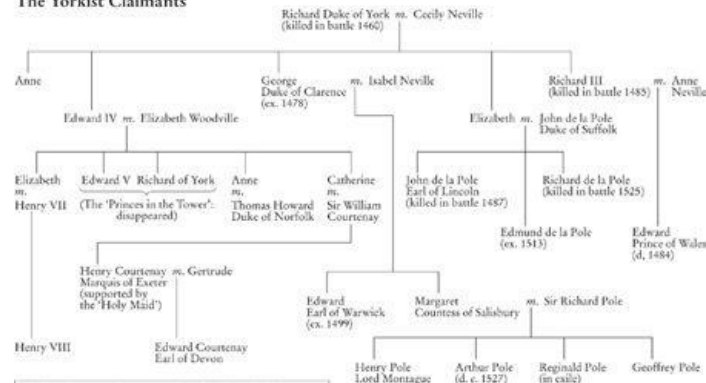 The Yorkist Claimants
Richard Duke of York m. Cecily Neville
(killed in battle 1460)
Anne
George
Duke of Clarence
(ex. 1478)
m. Isabel Neville
Richard III
(killed in battle 1485)
m. Anne
Neville
Edward IV m. Elizabeth Woodville
Elizabeth m. John de la Pole
Duke of Suffolk
Elizabeth
m.
Henry VII
Edward V Richard of York
(The 'Princes in the Tower':
disappeared)
Anne
m.
Thomas Howard
Duke of Norfolk
Catherine
m.
Sir William
Courtenay
John de la Pole
Earl of Lincoln
(killed in battle 1487)
Richard de la Pole
(killed in battle 1525)
Edmund de la Pole
(ex. 1513)
Edward
Prince of Wales
(d, 1484)
Henry Courtenay m. Gertrude
Marquis of Exeter
(supported by
the 'Holy Maid')
Edward
Earl of Warwick
(ex. 1499)
Margaret
Countess of Salisbury
m. Sir Richard Pole
Henry VIII
Edward Courtenay
Earl of Devon
Henry Pole
Lord Montague
Arthur Pole
(d. c. 1527)
Reginald Pole
(in exile)
Geoffrey Pole